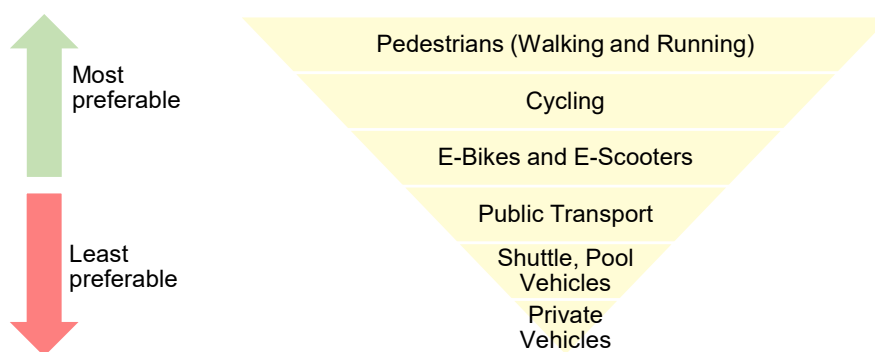 Pedestrians (Walking and Running)
Most
preferable
Cycling
E-Bikes and E-Scooters
Public Transport
Least
preferable
Shuttle, Pool
Vehicles
Private
Vehicles